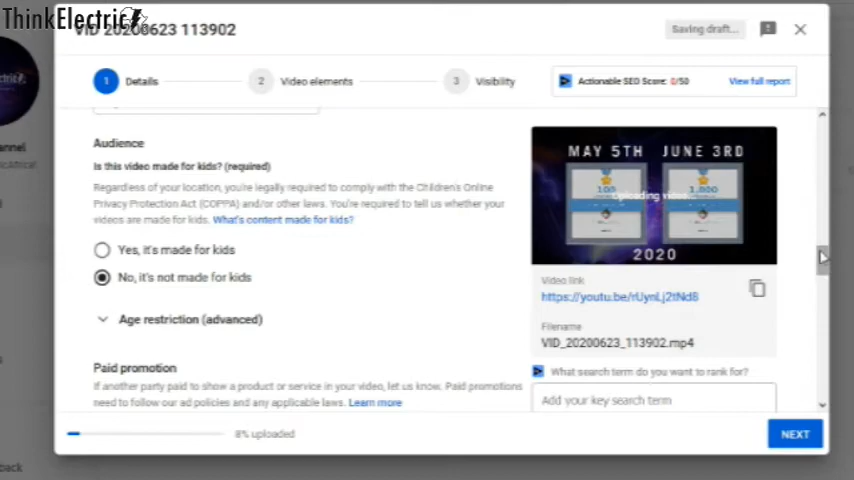 ThinkElectric
VID 20200623 113902
Saving draft...
1 Details
2 Video elements
3 Visibility
Actionable SEO Score: 0/50
View full report
Audience
Is this video made for kids? (required)
Regardless of your location, you're legally required to comply with the Children's Online
Privacy Protection Act (COPPA) and/or other laws. You're required to tell us whether your
videos are made for kids. What's content made for kids?
Yes, it's made for kids
No, it's not made for kids
Age restriction (advanced)
Paid promotion
If another party paid to show a product or service in your video, let us know. Paid promotions
need to follow our ad policies and any applicable laws. Learn more
MAY 5TH JUNE 3RD
100 1,000
Uploading video...
2020
Video link
https://youtu.be/rUynLj2tNd8
Filename
VID_20200623_113902.mp4
What search term do you want to rank for?
Add your key search term
8% uploaded
NEXT
annel
back